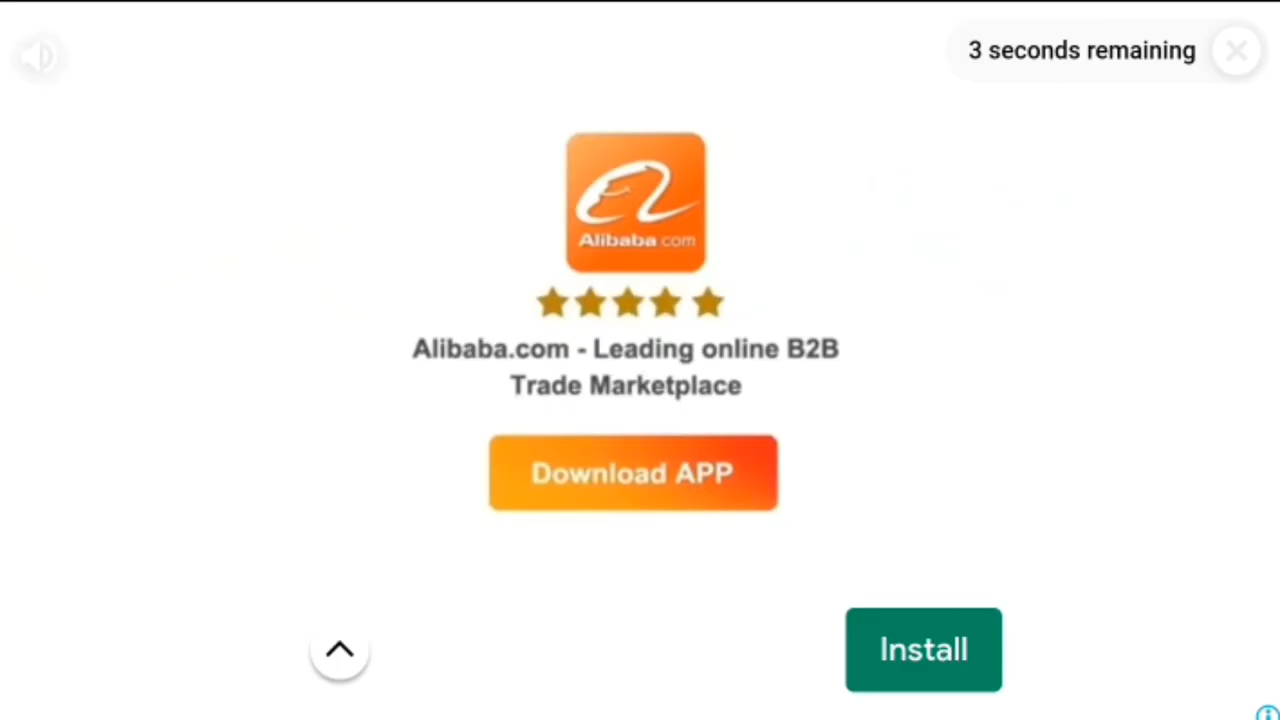 3 seconds remaining
Alibaba.com
Alibaba.com - Leading online B2B
Trade Marketplace
Download APP
Install